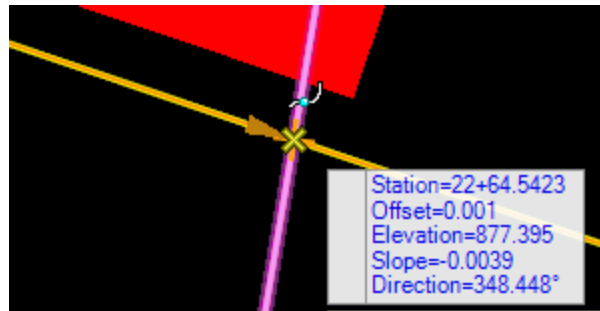 Station=22+64.5423
Offset=0.001
Elevation=877.395
Slope=-0.0039
Direction=348.448°